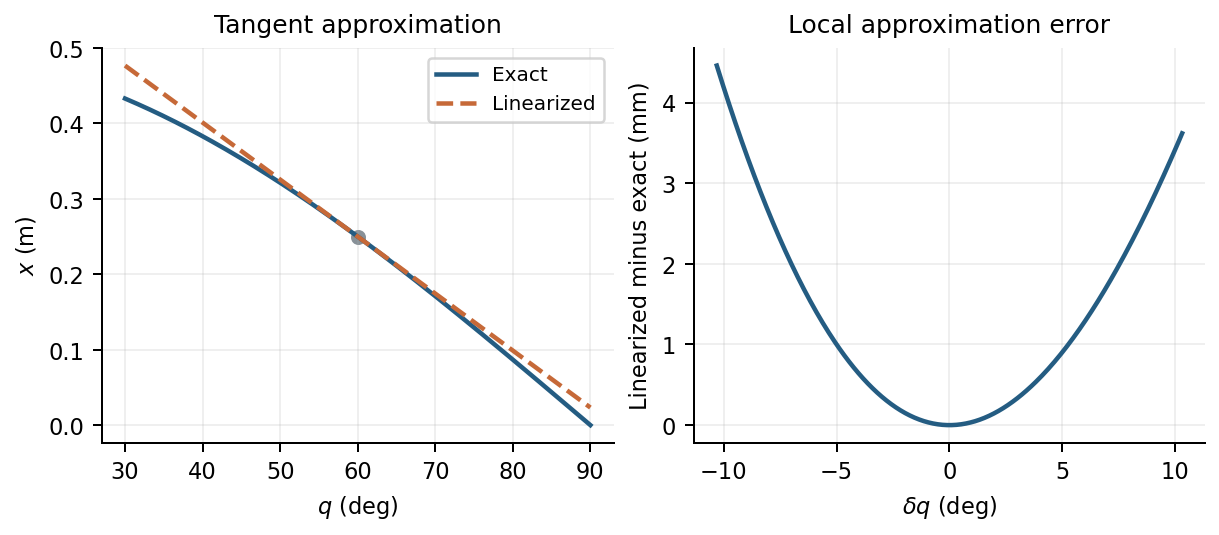 Tangent approximation
x (m)
0.5
0.4
0.3
0.2
0.1
0.0
Exact
Linearized
30 40 50 60 70 80 90
q (deg)
Local approximation error
Linearized minus exact (mm)
4
3
2
1
0
−10 −5 0 5 10
δq (deg)